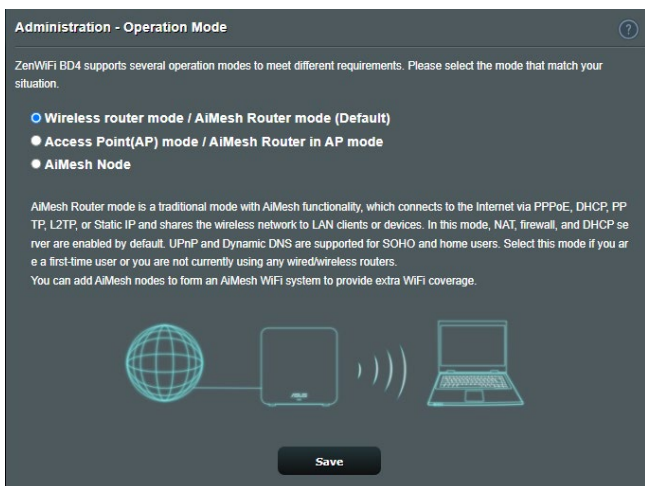 Administration - Operation Mode
?
ZenWiFi BD4 supports several operation modes to meet different requirements. Please select the mode that match your
situation.
Wireless router mode / AiMesh Router mode (Default)
Access Point(AP) mode / AiMesh Router in AP mode
AiMesh Node
AiMesh Router mode is a traditional mode with AiMesh functionality, which connects to the Internet via PPPoE, DHCP, PP
TP, L2TP, or Static IP and shares the wireless network to LAN clients or devices. In this mode, NAT, firewall, and DHCP se
rver are enabled by default. UPnP and Dynamic DNS are supported for SOHO and home users. Select this mode if you ar
e a first-time user or you are not currently using any wired/wireless routers.
You can add AiMesh nodes to form an AiMesh WiFi system to provide extra WiFi coverage.
ASUS
Save